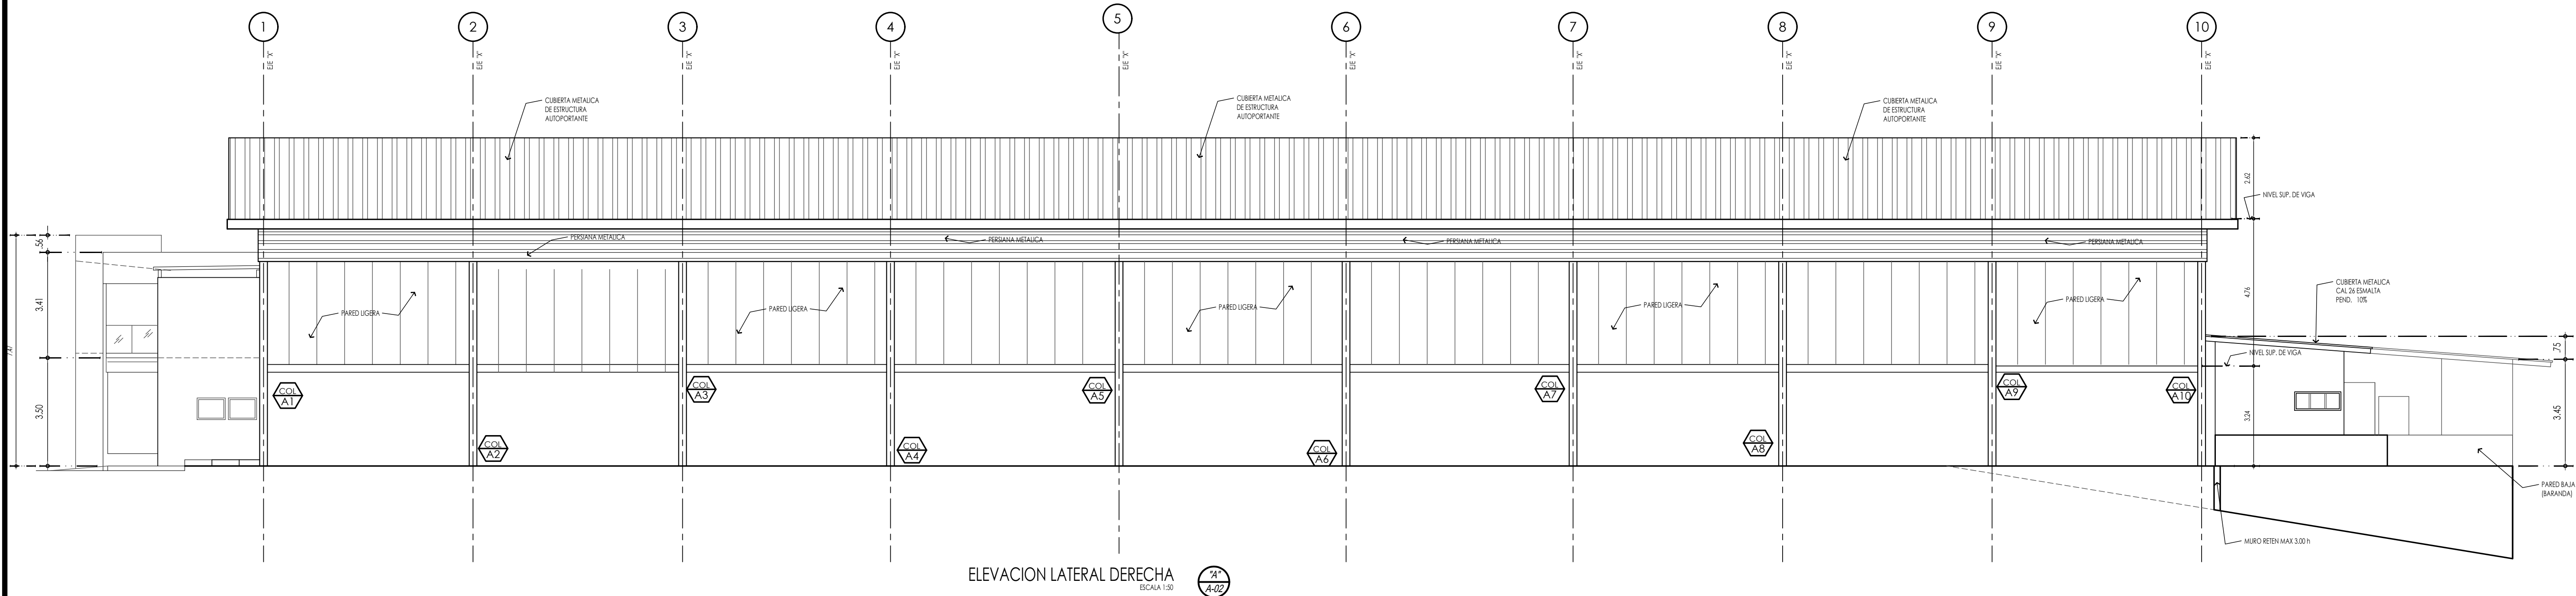 1
2
3
4
5
6
7
8
9
10
EJE "X"
EJE "X"
EJE "X"
EJE "X"
EJE "X"
EJE "X"
EJE "X"
EJE "X"
EJE "X"
EJE "X"
CUBIERTA METALICA
DE ESTRUCTURA
AUTOPORTANTE
CUBIERTA METALICA
DE ESTRUCTURA
AUTOPORTANTE
CUBIERTA METALICA
DE ESTRUCTURA
AUTOPORTANTE
2.62
NIVEL SUP. DE VIGA
.56
PERSIANA METALICA
PERSIANA METALICA
PERSIANA METALICA
PERSIANA METALICA
3.41
PARED LIGERA
PARED LIGERA
PARED LIGERA
PARED LIGERA
PARED LIGERA
4.76
CUBIERTA METALICA
CAL 26 ESMALTA
PEND. 10%
7.47
NIVEL SUP. DE VIGA
.75
3.50
COL
A1
COL
A2
COL
A3
COL
A4
COL
A5
COL
A6
COL
A7
COL
A8
COL
A9
COL
A10
3.24
3.45
PARED BAJA
(BARANDA)
MURO RETEN MAX 3.00 h
ELEVACION LATERAL DERECHA
ESCALA 1:50
"A"
A-02